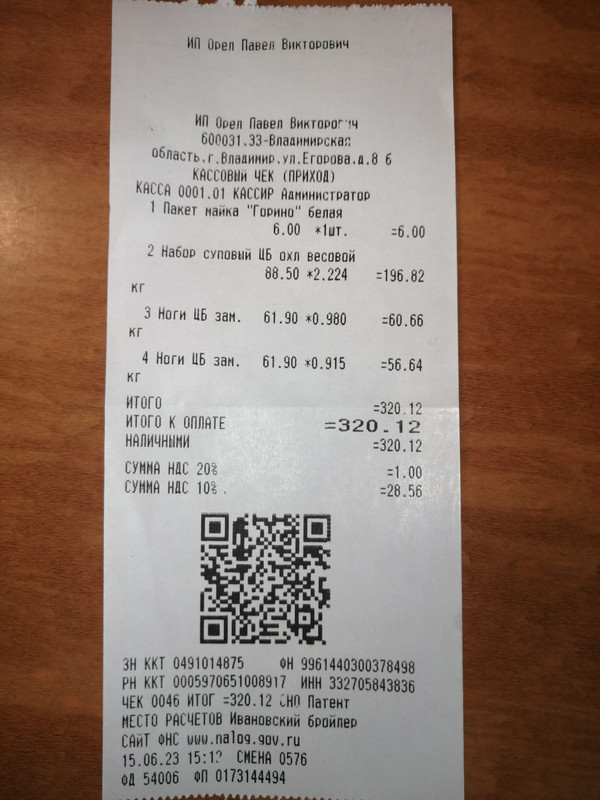 ИП Орел Павел Викторович
ИП Орел Павел Викторович
600031,33-Владимирская
область,г.Владимир,ул.Егорова,д.8 б
КАССОВЫЙ ЧЕК (ПРИХОД)
КАССА 0001.01 КАССИР Администратор
1 Пакет майка "Горино" белая
6.00 *1шт. =6.00
2 Набор суповый ЦБ охл весовой
88.50 *2.224 =196.82
кг
3 Ноги ЦБ зам. 61.90 *0.980 =60.66
кг
4 Ноги ЦБ зам. 61.90 *0.915 =56.64
кг
ИТОГО =320.12
ИТОГО К ОПЛАТЕ =320.12
НАЛИЧНЫМИ =320.12
СУММА НДС 20% =1.00
СУММА НДС 10% =28.56
ЗН ККТ 0491014875 ФН 9961440300378498
РН ККТ 0005970651008917 ИНН 332705843836
ЧЕК 0046 ИТОГ =320.12 СНО Патент
МЕСТО РАСЧЕТОВ Ивановский бройлер
САЙТ ФНС www.nalog.gov.ru
15.06.23 СМЕНА 0576
ФД 54006 ФП 0173144494